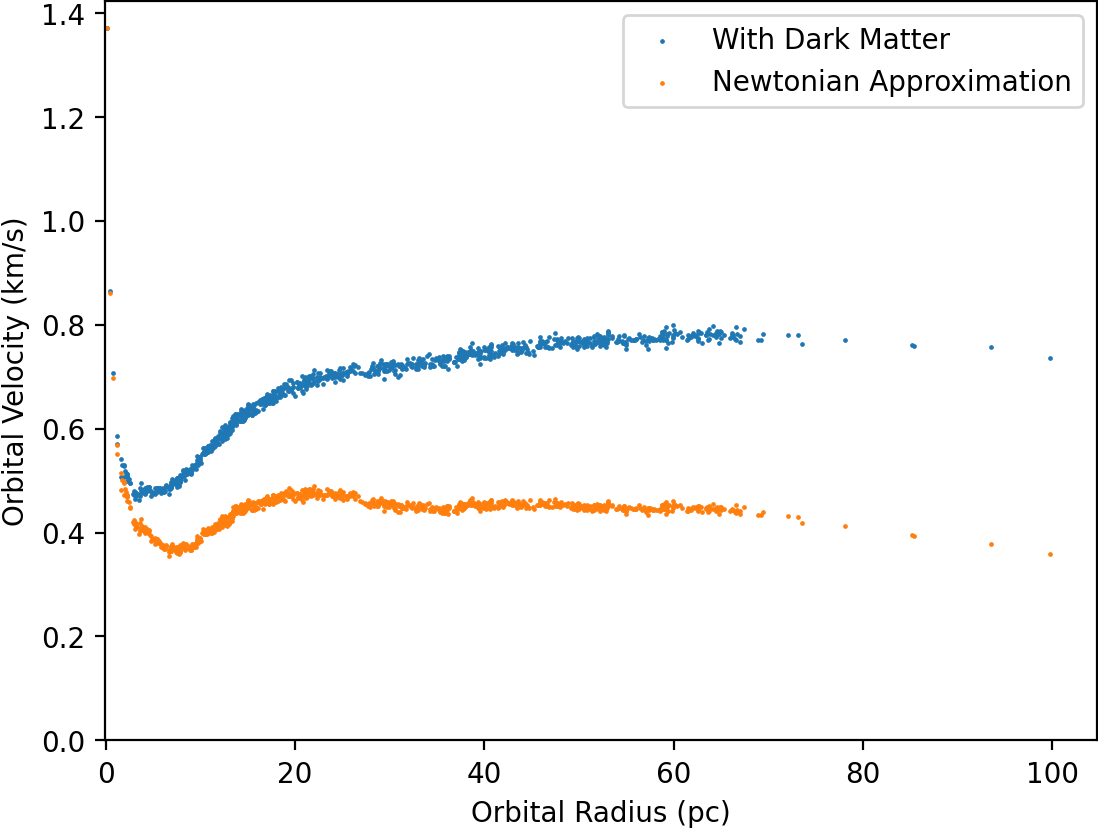 With Dark Matter
Newtonian Approximation
Orbital Velocity (km/s)
1.4
1.2
1.0
0.8
0.6
0.4
0.2
0.0
0 20 40 60 80 100
Orbital Radius (pc)